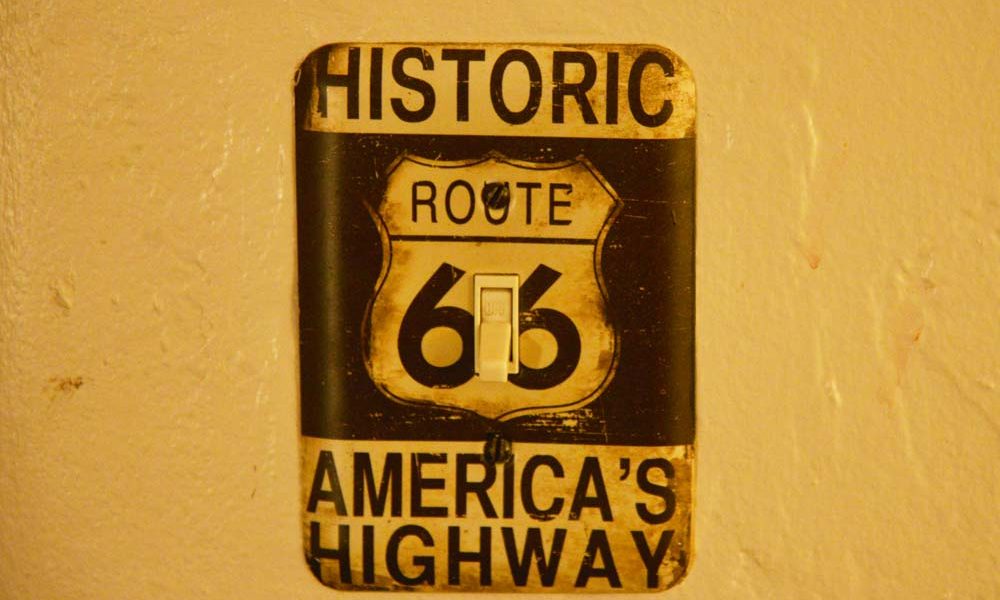 HISTORIC
ROUTE
66
AMERICA'S
HIGHWAY